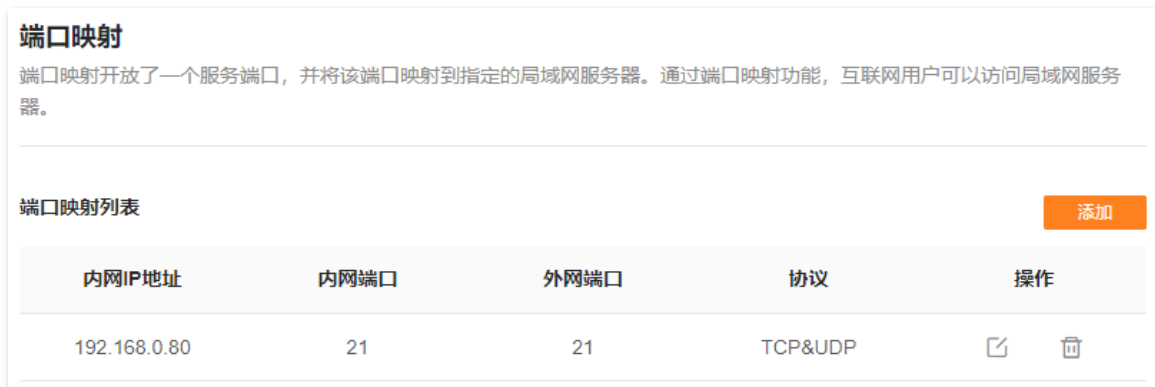 端口映射
端口映射开放了一个服务端口，并将该端口映射到指定的局域网服务器。通过端口映射功能，互联网用户可以访问局域网服务
器。
端口映射列表
添加
内网IP地址 内网端口 外网端口 协议 操作
192.168.0.80 21 21 TCP&UDP